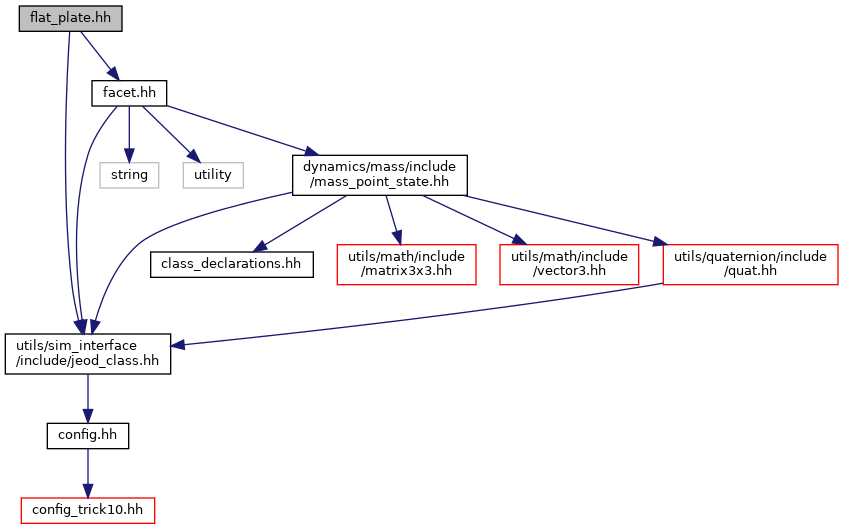 flat_plate.hh
facet.hh
string
utility
dynamics/mass/include
/mass_point_state.hh
class_declarations.hh
utils/math/include
/matrix3x3.hh
utils/math/include
/vector3.hh
utils/quaternion/include
/quat.hh
utils/sim_interface
/include/jeod_class.hh
config.hh
config_trick10.hh